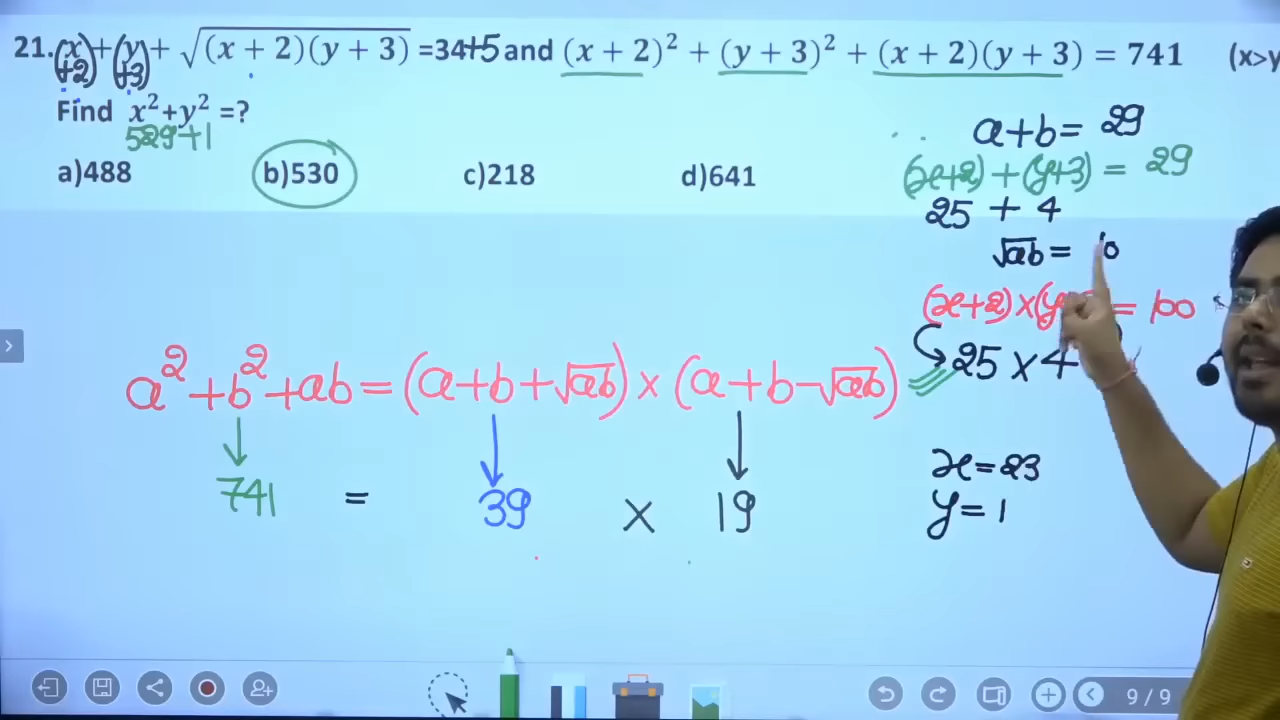 21. x + y + √(x + 2)(y + 3) = 34+5 and (x + 2)² + (y + 3)² + (x + 2)(y + 3) = 741 (x>y
+2) +3)
Find x²+y² =?
529+1
a)488 b)530 c)218 d)641
a+b= 29
(x+2)+(y+3) = 29
25 + 4
√ab = 10
(x+2)×(y = 100
25 × 4
a²+b²+ab=(a+b+√ab)×(a+b−√ab)
741 = 39 × 19
x=23
y=1
9 / 9